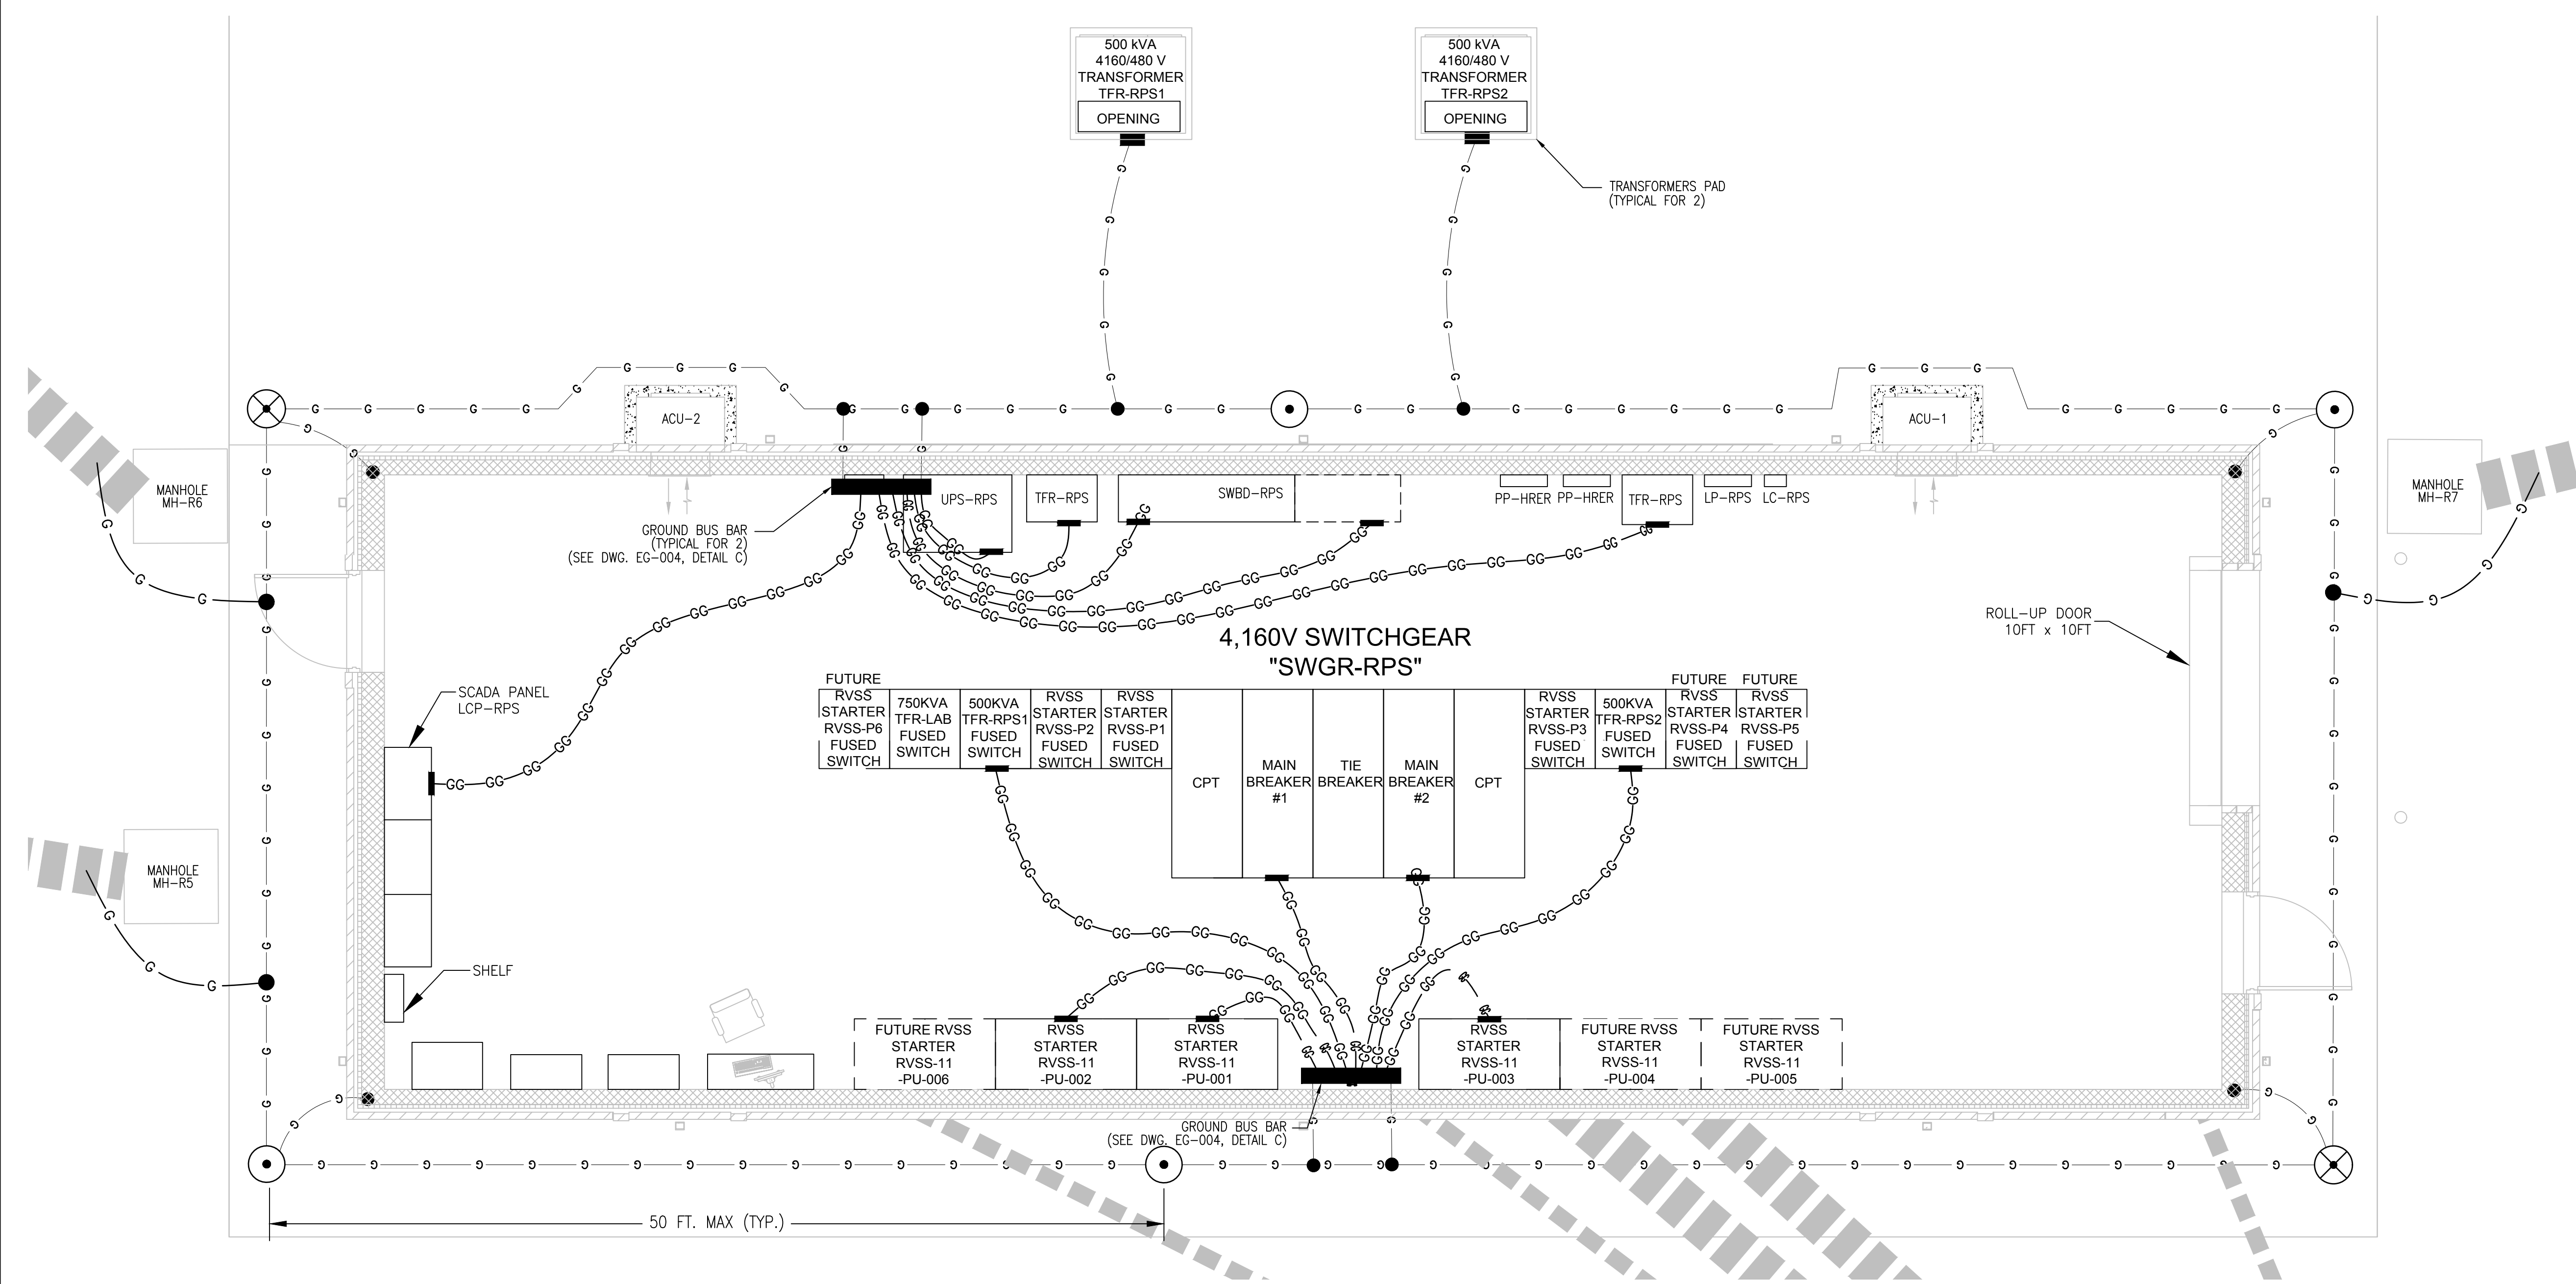 500 kVA
4160/480 V
TRANSFORMER
TFR-RPS1
OPENING
500 kVA
4160/480 V
TRANSFORMER
TFR-RPS2
OPENING
TRANSFORMERS PAD
(TYPICAL FOR 2)
ACU-2
ACU-1
MANHOLE
MH-R6
MANHOLE
MH-R7
GROUND BUS BAR
(TYPICAL FOR 2)
(SEE DWG. EG-004, DETAIL C)
UPS-RPS
TFR-RPS
SWBD-RPS
PP-HRER
PP-HRER
TFR-RPS
LP-RPS
LC-RPS
ROLL-UP DOOR
10FT x 10FT
4,160V SWITCHGEAR
"SWGR-RPS"
SCADA PANEL
LCP-RPS
FUTURE
RVSS
STARTER
RVSS-P6
FUSED
SWITCH
750KVA
TFR-LAB
FUSED
SWITCH
500KVA
TFR-RPS1
FUSED
SWITCH
RVSS
STARTER
RVSS-P2
FUSED
SWITCH
RVSS
STARTER
RVSS-P1
FUSED
SWITCH
CPT
MAIN
BREAKER
#1
TIE
BREAKER
MAIN
BREAKER
#2
CPT
RVSS
STARTER
RVSS-P3
FUSED
SWITCH
500KVA
TFR-RPS2
FUSED
SWITCH
FUTURE
RVSS
STARTER
RVSS-P4
FUSED
SWITCH
FUTURE
RVSS
STARTER
RVSS-P5
FUSED
SWITCH
MANHOLE
MH-R5
SHELF
FUTURE RVSS
STARTER
RVSS-11
-PU-006
RVSS
STARTER
RVSS-11
-PU-002
RVSS
STARTER
RVSS-11
-PU-001
RVSS
STARTER
RVSS-11
-PU-003
FUTURE RVSS
STARTER
RVSS-11
-PU-004
FUTURE RVSS
STARTER
RVSS-11
-PU-005
GROUND BUS BAR
(SEE DWG. EG-004, DETAIL C)
50 FT. MAX (TYP.)